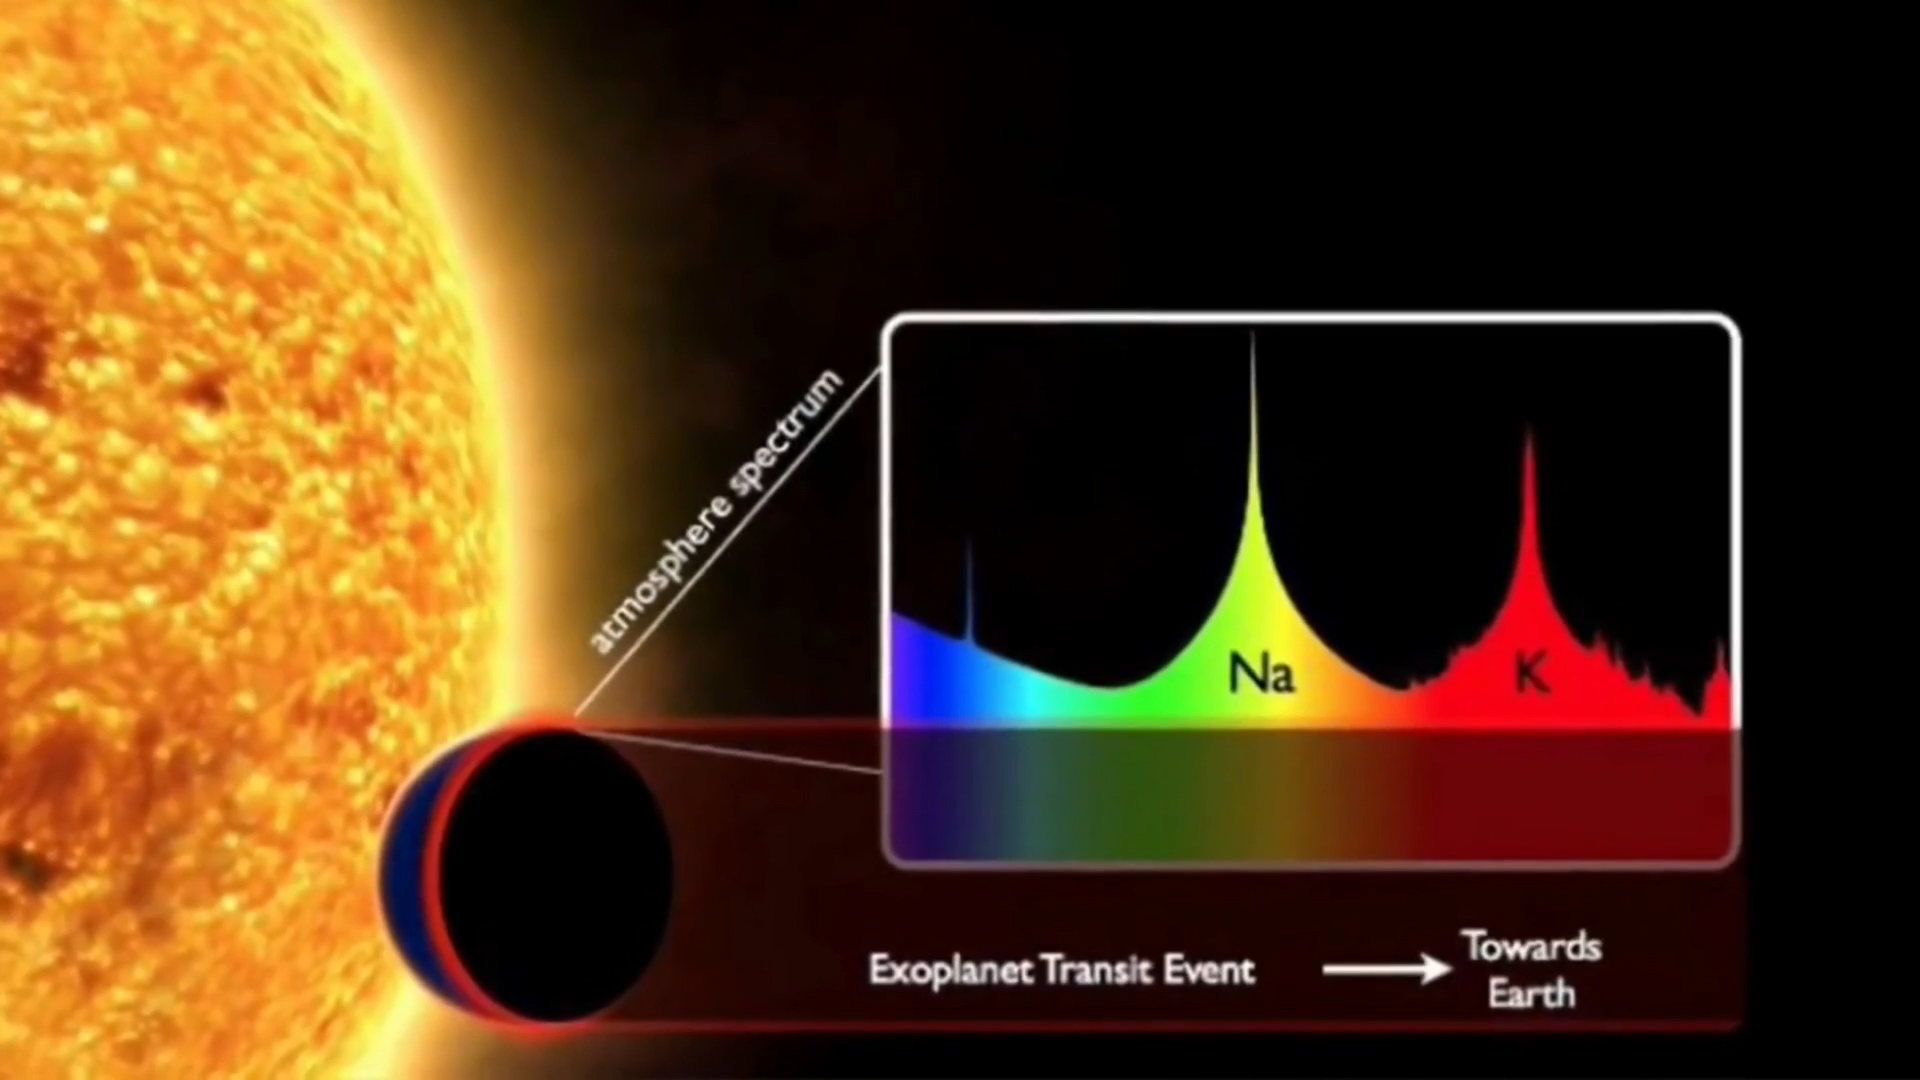 atmosphere spectrum
Na
K
Exoplanet Transit Event
Towards
Earth